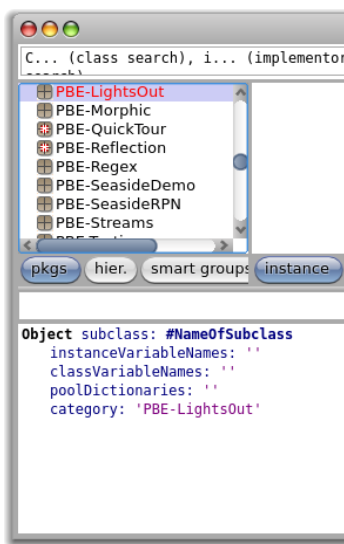 C... (class search), i... (implementor
search)
PBE-LightsOut
PBE-Morphic
PBE-QuickTour
PBE-Reflection
PBE-Regex
PBE-SeasideDemo
PBE-SeasideRPN
PBE-Streams
pkgs hier. smart groups instance
Object subclass: #NameOfSubclass
instanceVariableNames: ''
classVariableNames: ''
poolDictionaries: ''
category: 'PBE-LightsOut'